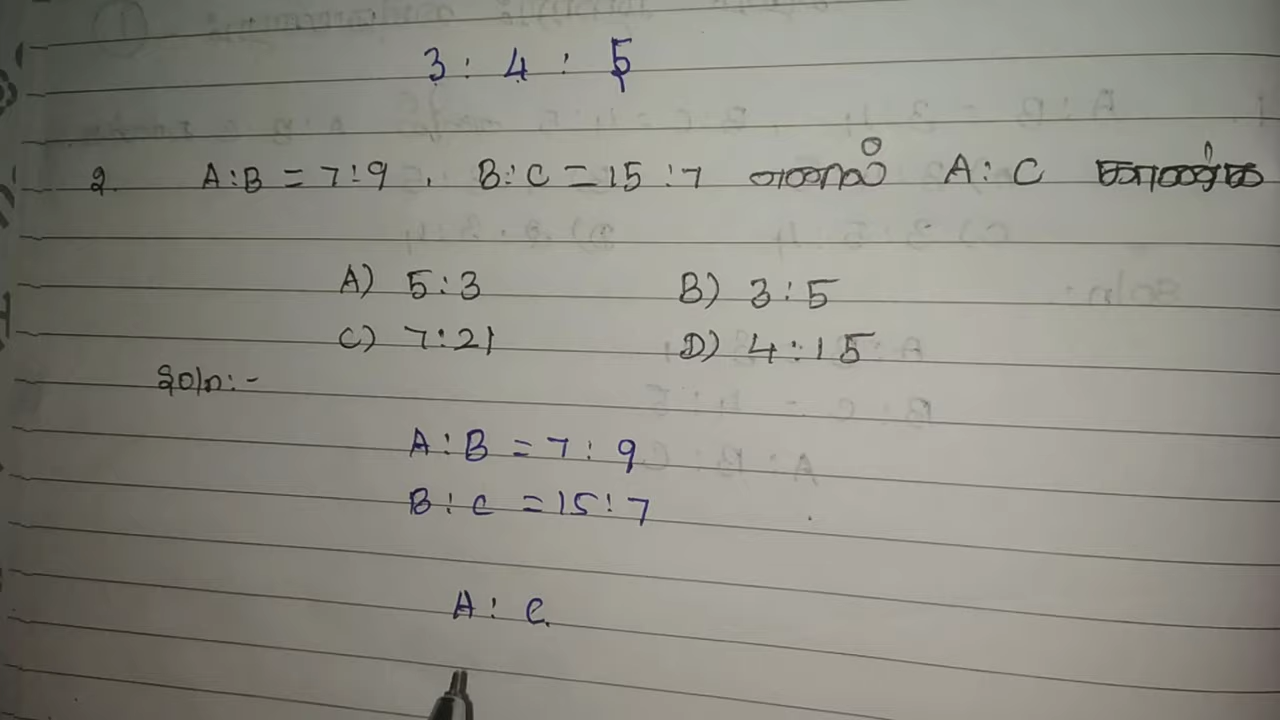 3 : 4 : 5
2. A:B = 7:9 , B:C = 15:7 எனில் A:C காண்க
A) 5:3 B) 3:5
C) 7:21 D) 4:15
Soln:-
A:B = 7:9
B:C = 15:7
A:C